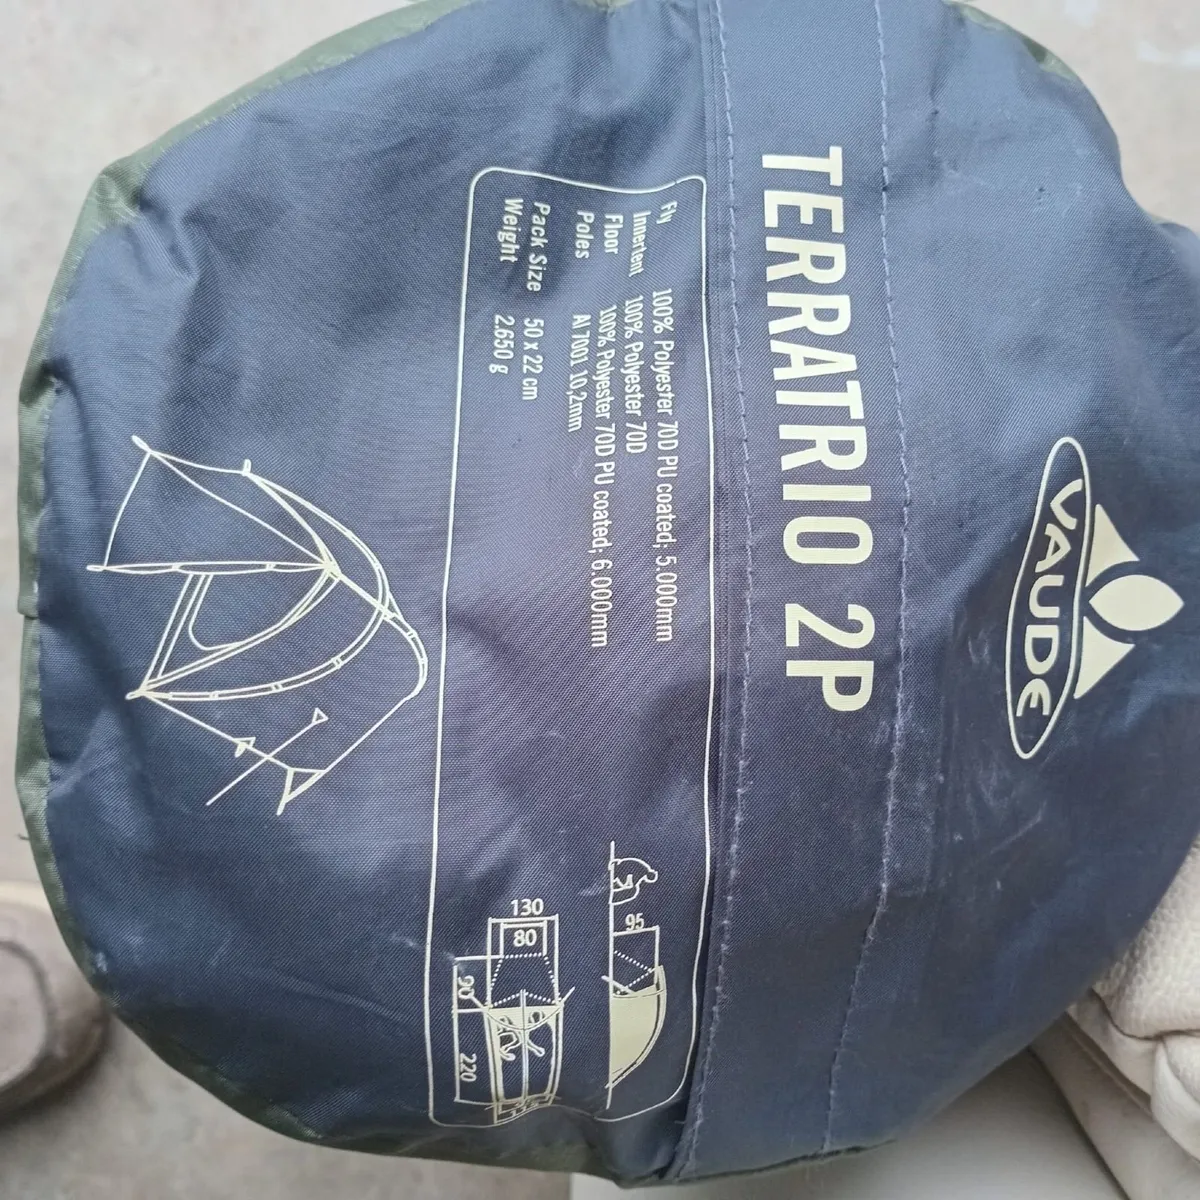 VAUDE
TERRATRIO 2P
Fly 100% Polyester 70D PU coated; 5.000mm
Innertent 100% Polyester 70D
Floor 100% Polyester 70D PU coated; 6.000mm
Poles Al 7001 10,2mm
Pack Size 50 x 22 cm
Weight 2.650 g
95
130
80
90
220